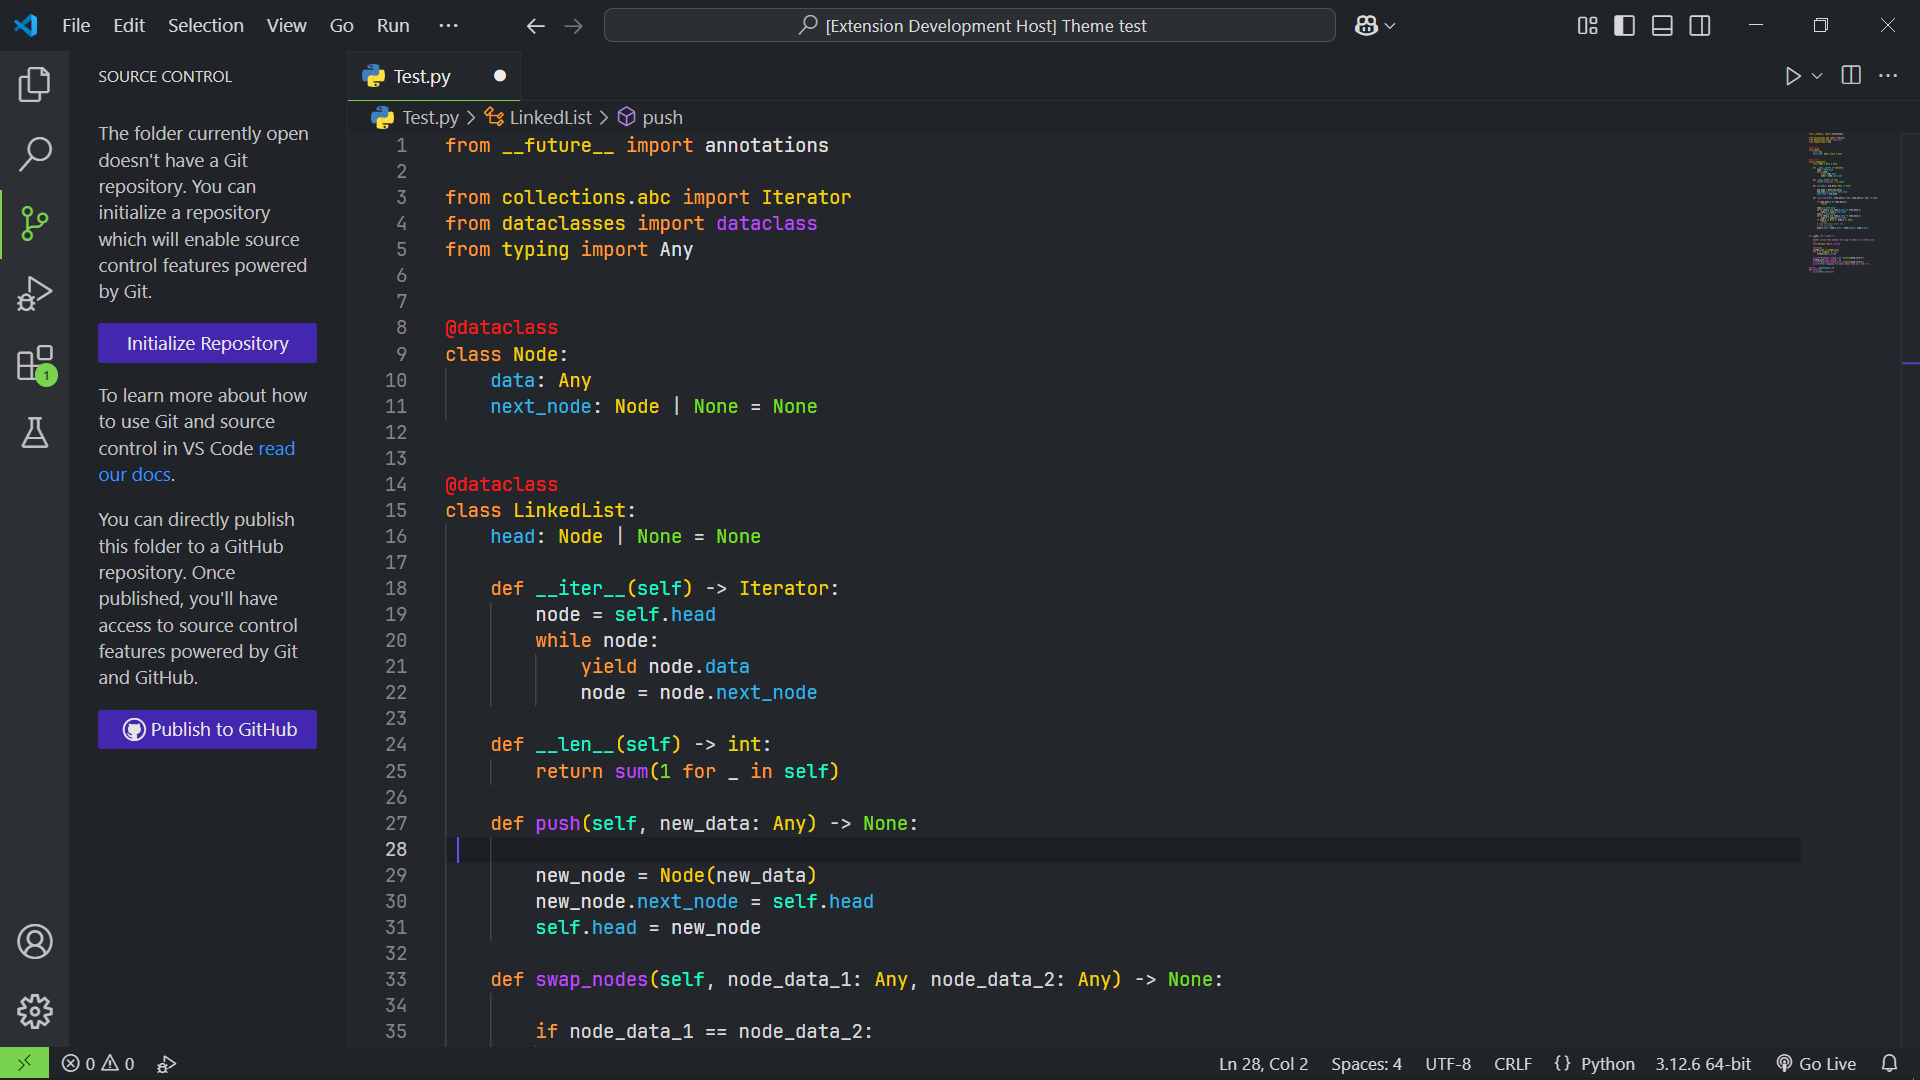 File Edit Selection View Go Run ···
[Extension Development Host] Theme test
SOURCE CONTROL
The folder currently open
doesn't have a Git
repository. You can
initialize a repository
which will enable source
control features powered
by Git.
Initialize Repository
To learn more about how
to use Git and source
control in VS Code read
our docs.
You can directly publish
this folder to a GitHub
repository. Once
published, you'll have
access to source control
features powered by Git
and GitHub.
Publish to GitHub
1
Test.py
Test.py > LinkedList > push
1 from __future__ import annotations
2
3 from collections.abc import Iterator
4 from dataclasses import dataclass
5 from typing import Any
6
7
8 @dataclass
9 class Node:
10     data: Any
11     next_node: Node | None = None
12
13
14 @dataclass
15 class LinkedList:
16     head: Node | None = None
17
18     def __iter__(self) -> Iterator:
19         node = self.head
20         while node:
21             yield node.data
22             node = node.next_node
23
24     def __len__(self) -> int:
25         return sum(1 for _ in self)
26
27     def push(self, new_data: Any) -> None:
28
29         new_node = Node(new_data)
30         new_node.next_node = self.head
31         self.head = new_node
32
33     def swap_nodes(self, node_data_1: Any, node_data_2: Any) -> None:
34
35         if node_data_1 == node_data_2:
0 0
Ln 28, Col 2 Spaces: 4 UTF-8 CRLF {} Python 3.12.6 64-bit Go Live